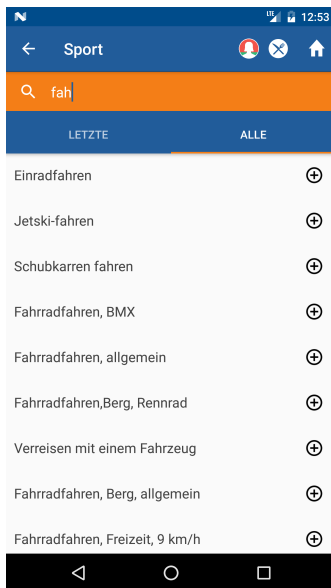 LTE 12:53
Sport
fah
LETZTE ALLE
Einradfahren
Jetski-fahren
Schubkarren fahren
Fahrradfahren, BMX
Fahrradfahren, allgemein
Fahrradfahren,Berg, Rennrad
Verreisen mit einem Fahrzeug
Fahrradfahren, Berg, allgemein
Fahrradfahren, Freizeit, 9 km/h